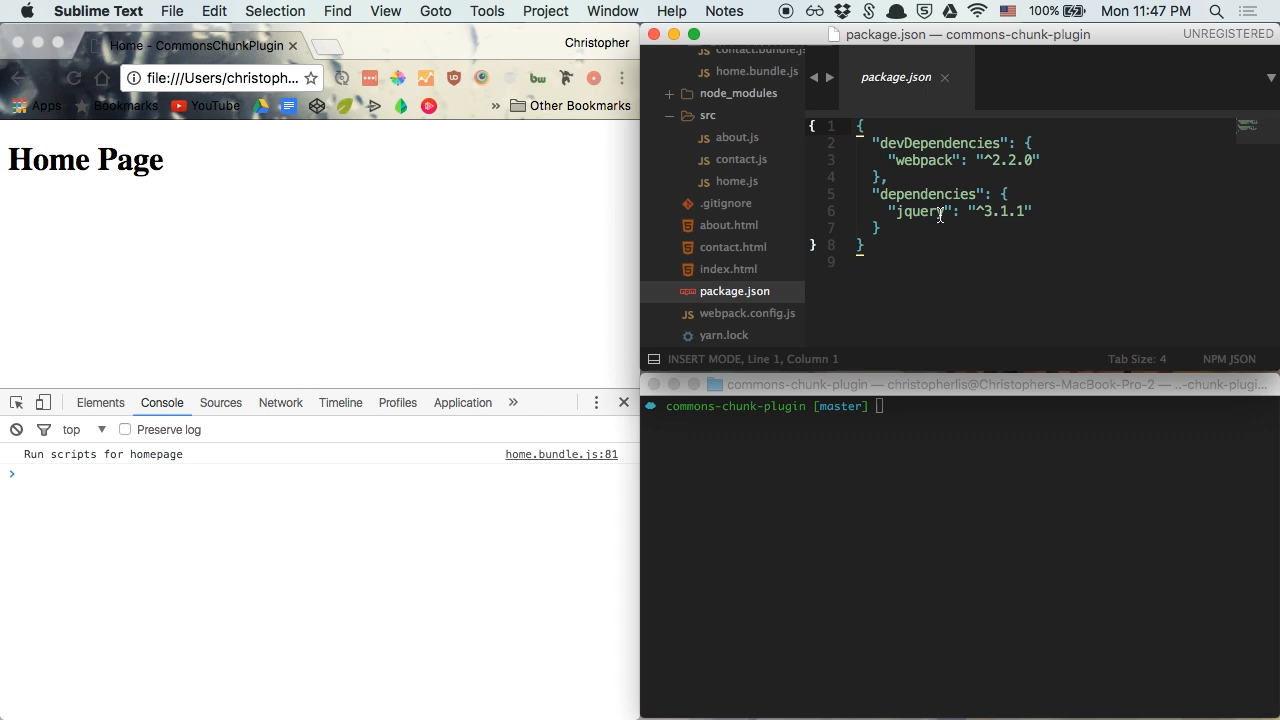 Sublime Text File Edit Selection Find View Goto Tools Project Window Help Notes 100% Mon 11:47 PM
Home - CommonsChunkPlugin
Christopher
file:///Users/christoph...
Apps Bookmarks YouTube bw » Other Bookmarks
Home Page
Elements Console Sources Network Timeline Profiles Application »
top Preserve log
Run scripts for homepage home.bundle.js:81
package.json — commons-chunk-plugin UNREGISTERED
contact.bundle.js
home.bundle.js
node_modules
src
about.js
contact.js
home.js
.gitignore
about.html
contact.html
index.html
package.json
webpack.config.js
yarn.lock
package.json
1 {
2 "devDependencies": {
3 "webpack": "^2.2.0"
4 },
5 "dependencies": {
6 "jquery": "^3.1.1"
7 }
8 }
9
INSERT MODE, Line 1, Column 1 Tab Size: 4 NPM JSON
commons-chunk-plugin — christopherlis@Christophers-MacBook-Pro-2 — ..-chunk-plugi...
commons-chunk-plugin [master]